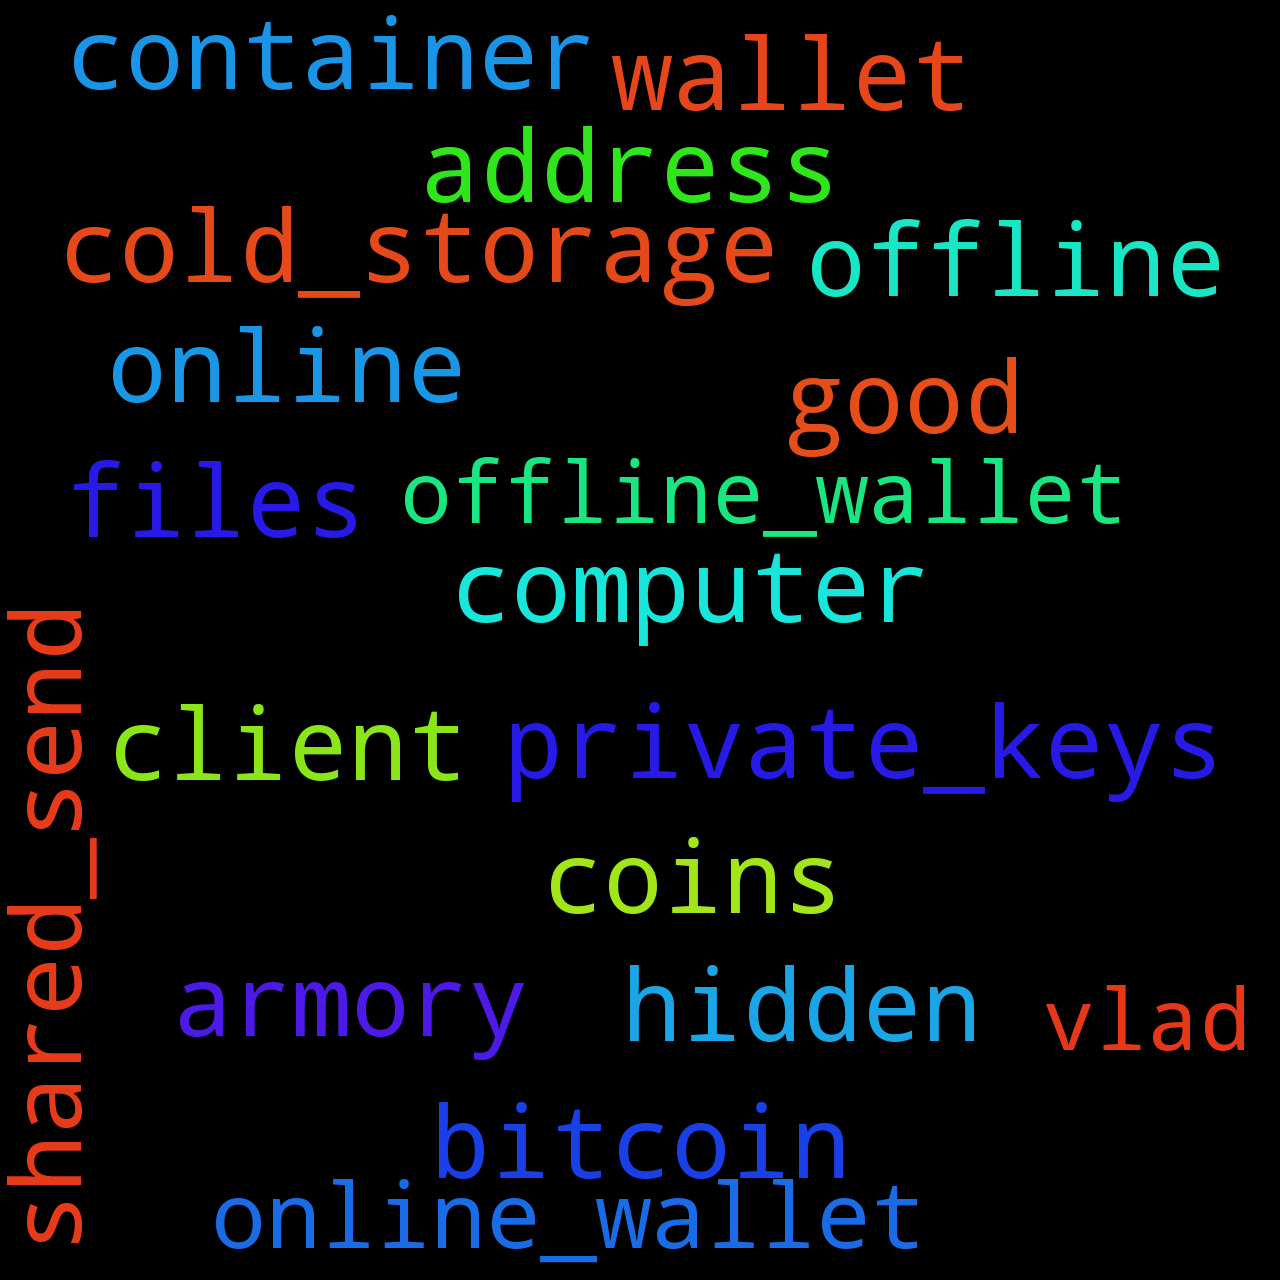 container wallet
address
cold_storage offline
online
good
files offline_wallet
computer
shared_send
client private_keys
coins
armory hidden vlad
bitcoin
online_wallet